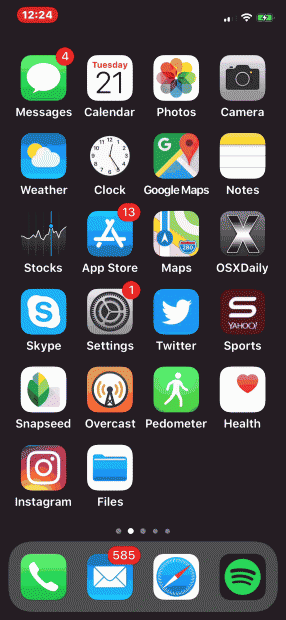 12:24
4
Tuesday
21
Messages Calendar Photos Camera
G
Weather Clock Google Maps Notes
13
280
X
Stocks App Store Maps OSXDaily
1
S
S
YAHOO!
Skype Settings Twitter Sports
Snapseed Overcast Pedometer Health
Instagram Files
585